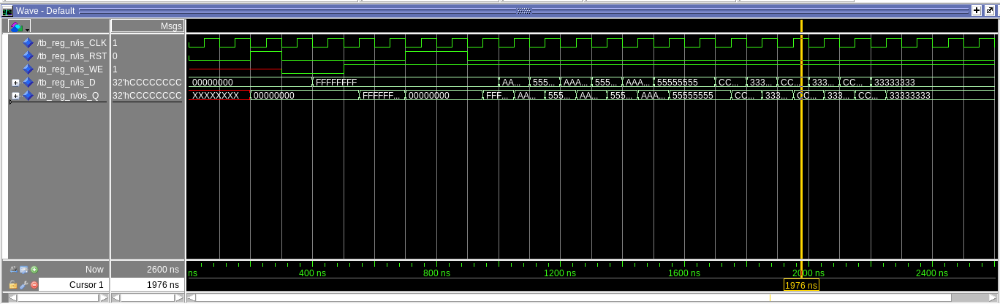 Wave - Default
Msgs
/tb_reg_n/is_CLK 1
/tb_reg_n/is_RST 0
/tb_reg_n/is_WE 1
/tb_reg_n/is_D 32'hCCCCCCCC 00000000 FFFFFFFF AA... 555... AAA... 555... AAA... 55555555 CC... 333... CC... 333... CC... 33333333
/tb_reg_n/os_Q 32'hCCCCCCCC XXXXXXXX 00000000 FFFFFF... 00000000 FFF... AA... 555... AA... 555... AAA... 55555555 CC... 333... CC... 333... CC... 33333333
Now 2600 ns ns 400 ns 800 ns 1200 ns 1600 ns 2000 ns 2400 ns
Cursor 1 1976 ns 1976 ns